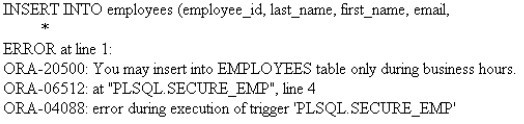 INSERT INTO employees (employee_id, last_name, first_name, email,
*
ERROR at line 1:
ORA-20500: You may insert into EMPLOYEES table only during business hours.
ORA-06512: at "PLSQL.SECURE_EMP", line 4
ORA-04088: error during execution of trigger 'PLSQL.SECURE_EMP'